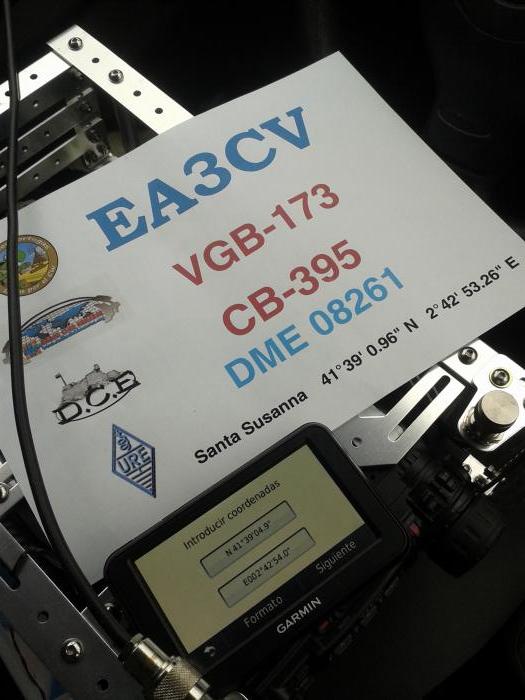 EA3CV
VGB-173
CB-395
DME 08261
Santa Susanna 41°39' 0.96" N 2°42' 53.26" E
D.C.E
URE
Introducir coordenadas
N 41°39'04.9"
E002°42'54.0"
Formato Siguiente
GARMIN